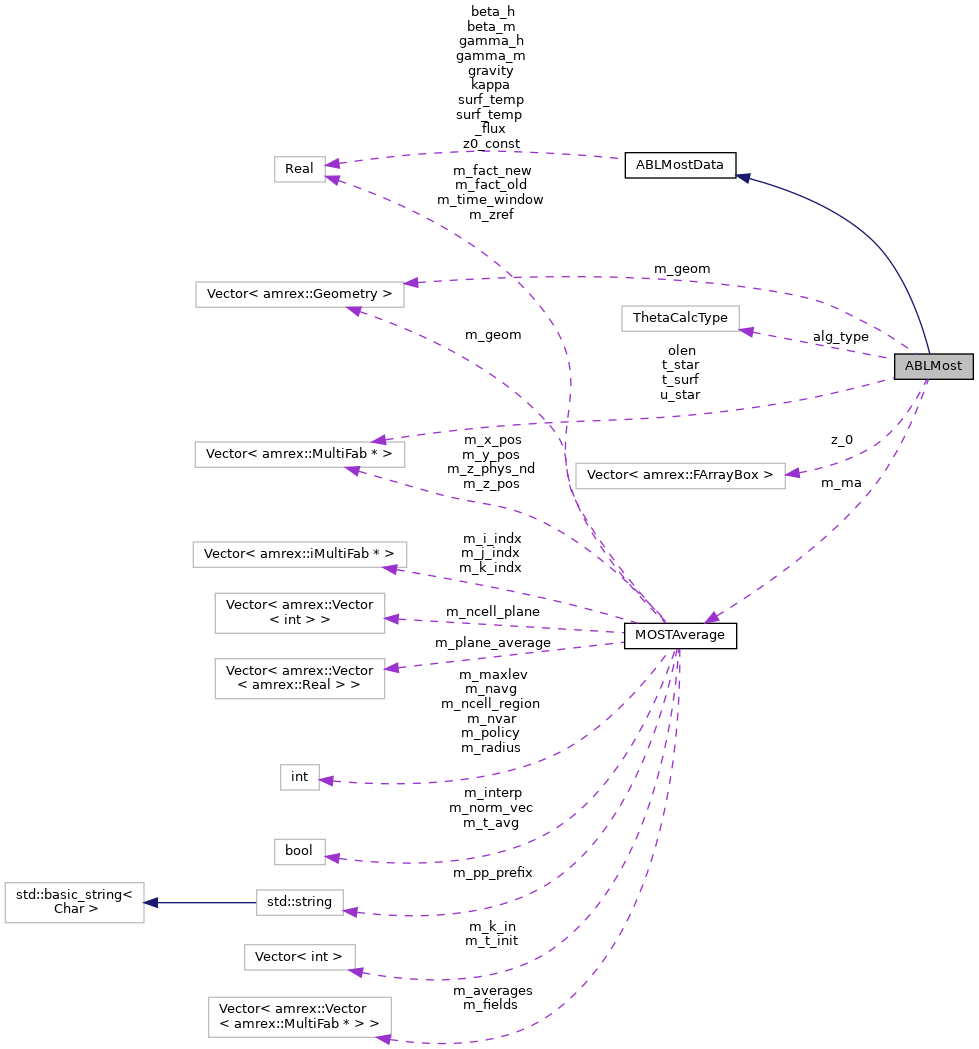 beta_h
beta_m
gamma_h
gamma_m
gravity
kappa
surf_temp
surf_temp
_flux
z0_const
Real
ABLMostData
m_fact_new
m_fact_old
m_time_window
m_zref
m_geom
Vector< amrex::Geometry >
ThetaCalcType
alg_type
m_geom
ABLMost
olen
t_star
t_surf
u_star
z_0
m_x_pos
m_y_pos
m_z_phys_nd
m_z_pos
Vector< amrex::MultiFab * >
Vector< amrex::FArrayBox >
m_ma
m_i_indx
m_j_indx
m_k_indx
Vector< amrex::iMultiFab * >
Vector< amrex::Vector
< int > >
m_ncell_plane
MOSTAverage
m_plane_average
Vector< amrex::Vector
< amrex::Real > >
m_maxlev
m_navg
m_ncell_region
m_nvar
m_policy
m_radius
int
m_interp
m_norm_vec
m_t_avg
bool
m_pp_prefix
std::basic_string<
Char >
std::string
m_k_in
m_t_init
Vector< int >
m_averages
m_fields
Vector< amrex::Vector
< amrex::MultiFab * > >